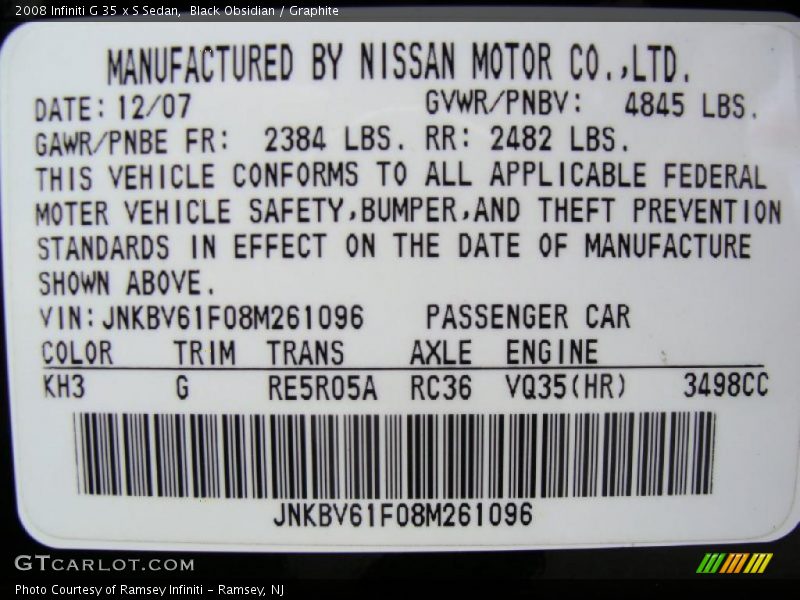 2008 Infiniti G 35 x S Sedan, Black Obsidian / Graphite
MANUFACTURED BY NISSAN MOTOR CO.,LTD.
DATE: 12/07 GVWR/PNBV: 4845 LBS.
GAWR/PNBE FR: 2384 LBS. RR: 2482 LBS.
THIS VEHICLE CONFORMS TO ALL APPLICABLE FEDERAL
MOTER VEHICLE SAFETY,BUMPER,AND THEFT PREVENTION
STANDARDS IN EFFECT ON THE DATE OF MANUFACTURE
SHOWN ABOVE.
VIN: JNKBV61F08M261096 PASSENGER CAR
COLOR TRIM TRANS AXLE ENGINE
KH3 G RE5R05A RC36 VQ35(HR) 3498CC
JNKBV61F08M261096
GTCARLOT.COM
Photo Courtesy of Ramsey Infiniti - Ramsey, NJ